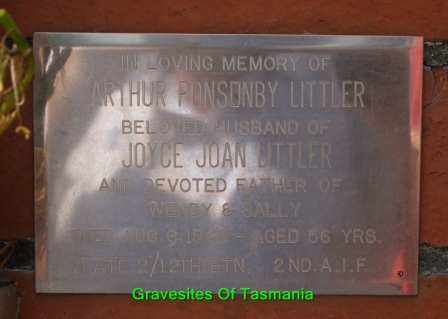 IN LOVING MEMORY OF
ARTHUR PONSONBY LITTLER
BELOVED HUSBAND OF
JOYCE JOAN LITTLER
AND DEVOTED FATHER OF
WENDY & SALLY
DIED AUG 6 - AGED 56 YRS.
LATE 2/12TH BTN. 2ND. A.I.F.
Gravesites Of Tasmania